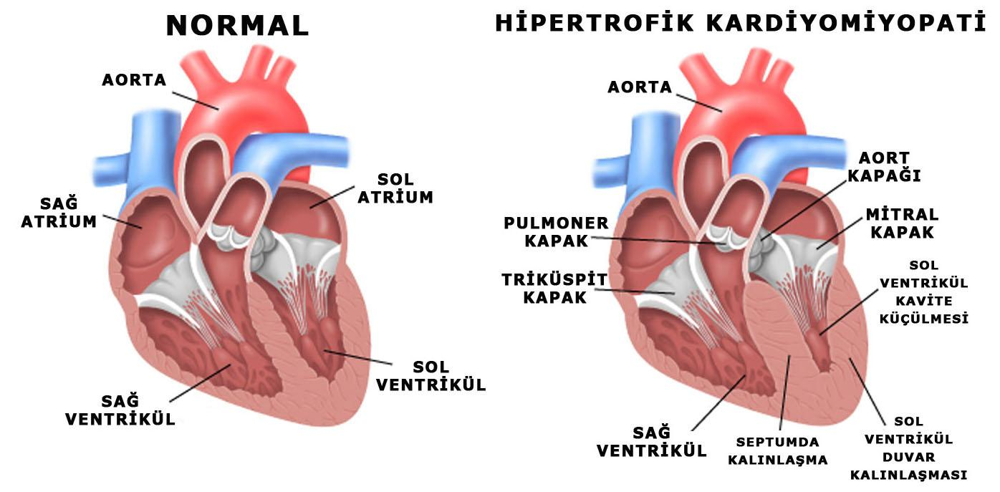 NORMAL
AORTA
SOL
ATRİUM
SAĞ
ATRİUM
SOL
VENTRİKÜL
SAĞ
VENTRİKÜL
HİPERTROFİK KARDİYOMİYOPATİ
AORTA
AORT
KAPAĞI
PULMONER
KAPAK
MİTRAL
KAPAK
TRİKÜSPİT
KAPAK
SOL
VENTRİKÜL
KAVİTE
KÜÇÜLMESİ
SAĞ
VENTRİKÜL
SEPTUMDA
KALINLAŞMA
SOL
VENTRİKÜL
DUVAR
KALINLAŞMASI